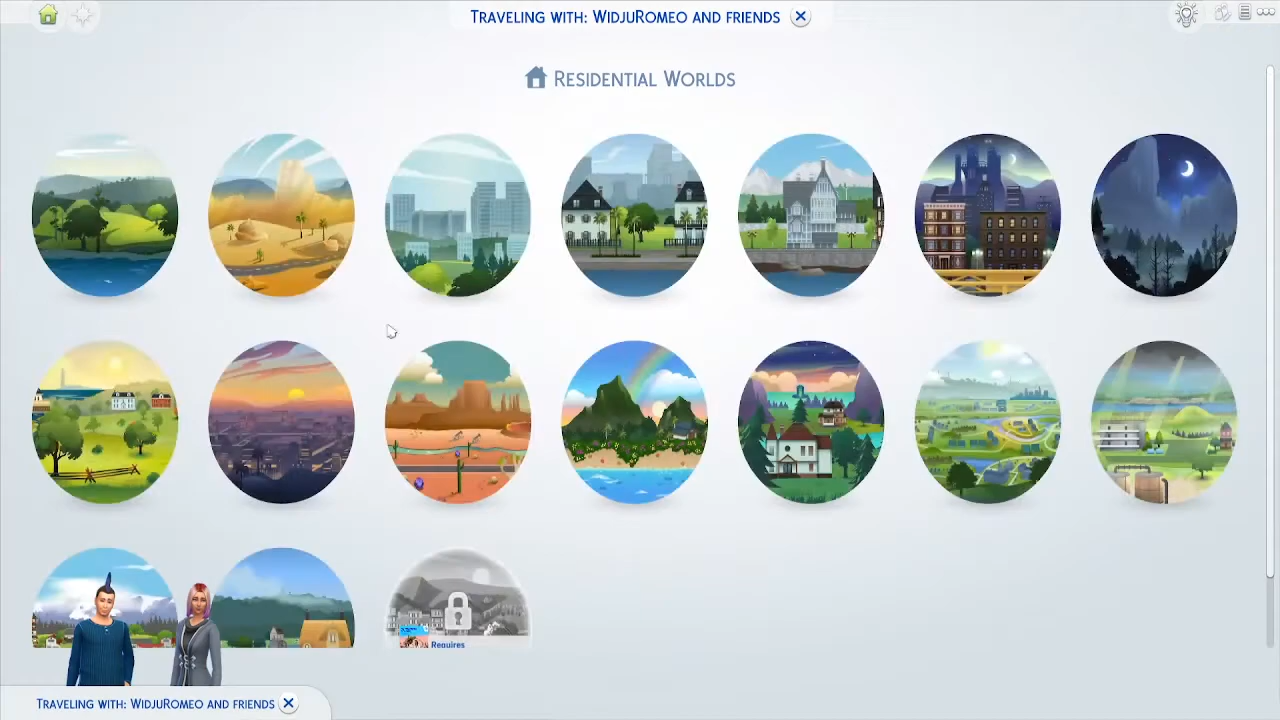 TRAVELING WITH: WIDJUROMEO AND FRIENDS
RESIDENTIAL WORLDS
Requires
TRAVELING WITH: WIDJUROMEO AND FRIENDS